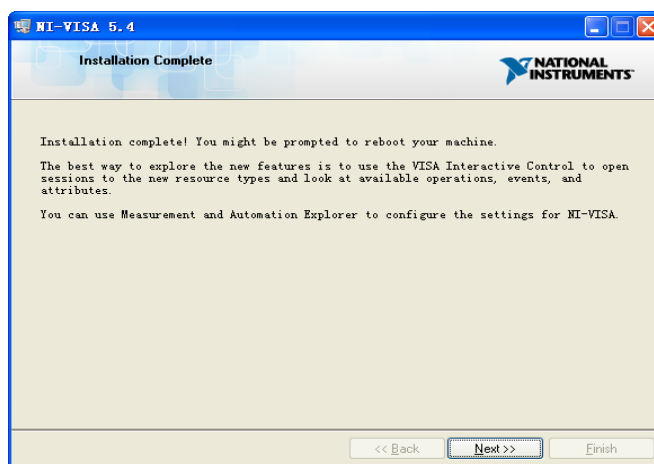 NI-VISA 5.4
Installation Complete
NATIONAL
INSTRUMENTS™
Installation complete! You might be prompted to reboot your machine.
The best way to explore the new features is to use the VISA Interactive Control to open
sessions to the new resource types and look at available operations, events, and
attributes.
You can use Measurement and Automation Explorer to configure the settings for NI-VISA.
<< Back
Next >>
Finish